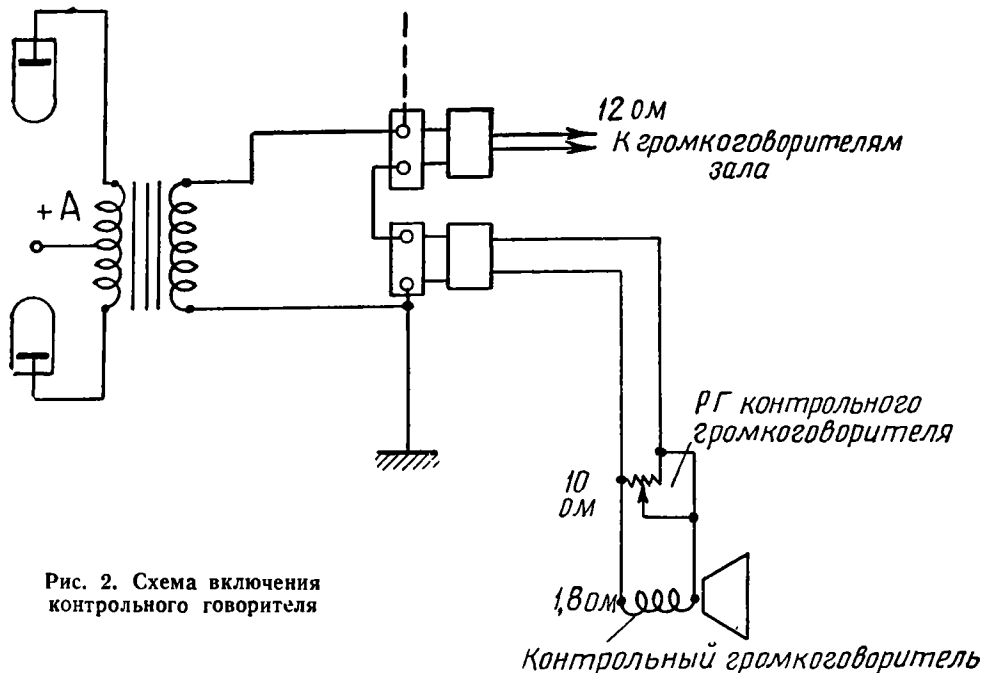 12 ом
К громкоговорителям
зала
+ А
РГ контрольного
громкоговорителя
10
ом
Рис. 2. Схема включения
контрольного говорителя
1,8 ом
Контрольный громкоговоритель